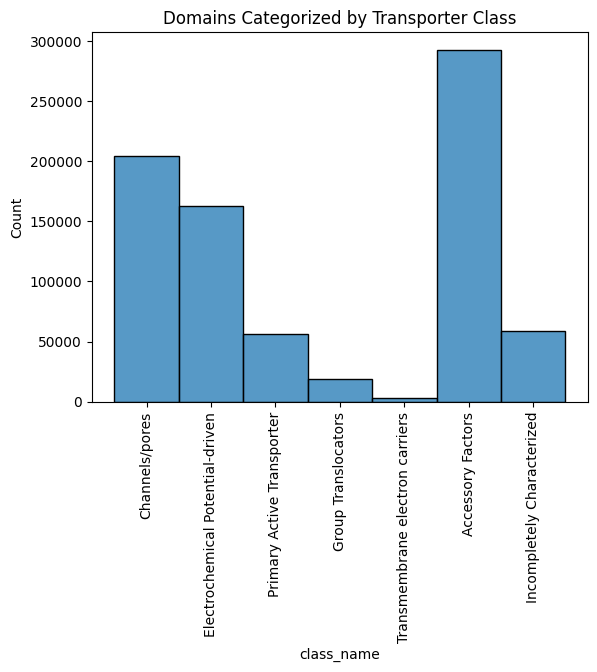 Domains Categorized by Transporter Class
300000
250000
200000
150000
100000
50000
0
Count
Channels/pores
Electrochemical Potential-driven
Primary Active Transporter
Group Translocators
Transmembrane electron carriers
Accessory Factors
Incompletely Characterized
class_name